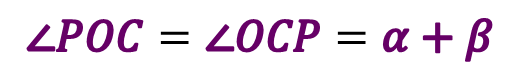 ∠POC = ∠OCP = α + β